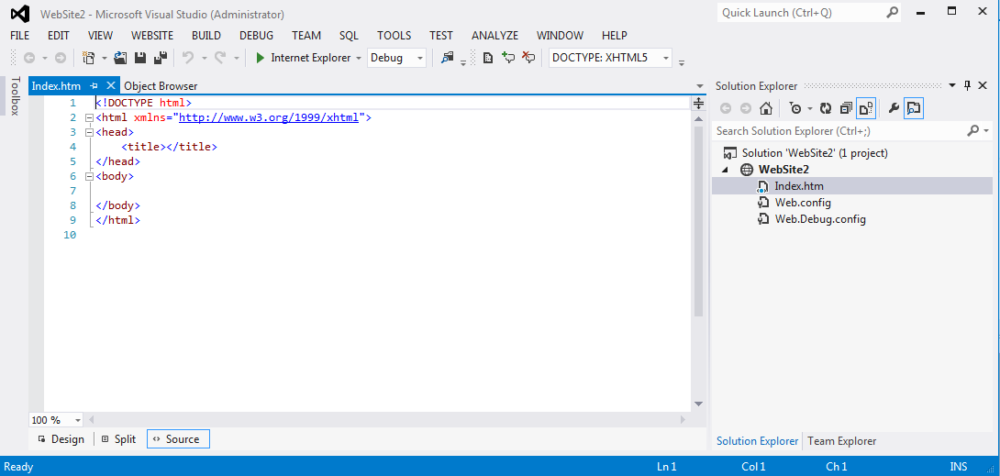 WebSite2 - Microsoft Visual Studio (Administrator)
Quick Launch (Ctrl+Q)
FILE EDIT VIEW WEBSITE BUILD DEBUG TEAM SQL TOOLS TEST ANALYZE WINDOW HELP
Internet Explorer Debug DOCTYPE: XHTML5
Toolbox
Index.htm Object Browser
1 <!DOCTYPE html>
2 <html xmlns="http://www.w3.org/1999/xhtml">
3 <head>
4 <title></title>
5 </head>
6 <body>
7
8 </body>
9 </html>
10
100 %
Design Split Source
Solution Explorer
Search Solution Explorer (Ctrl+;)
Solution 'WebSite2' (1 project)
WebSite2
Index.htm
Web.config
Web.Debug.config
Solution Explorer Team Explorer
Ready Ln 1 Col 1 Ch 1 INS